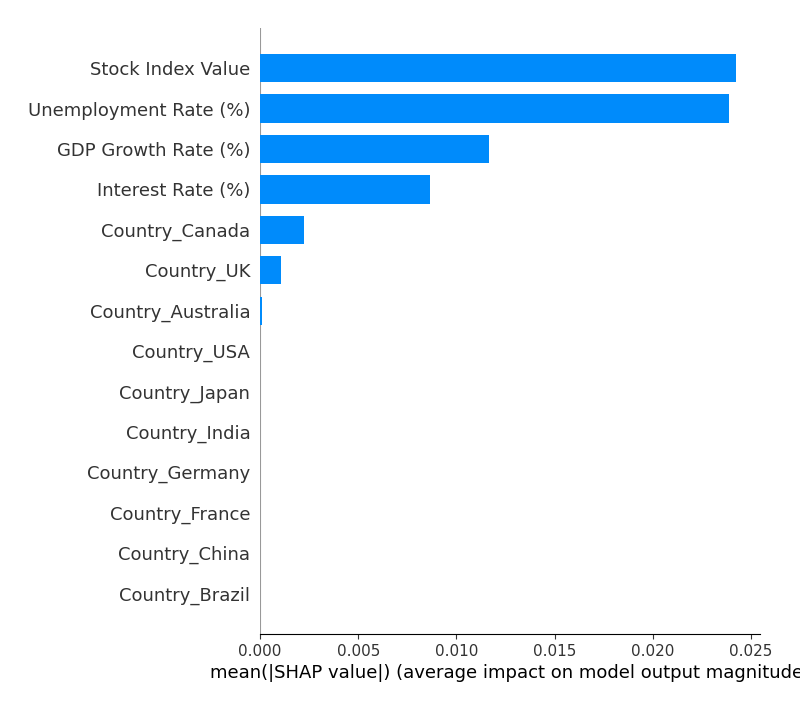 Stock Index Value
Unemployment Rate (%)
GDP Growth Rate (%)
Interest Rate (%)
Country_Canada
Country_UK
Country_Australia
Country_USA
Country_Japan
Country_India
Country_Germany
Country_France
Country_China
Country_Brazil
0.000 0.005 0.010 0.015 0.020 0.025
mean(|SHAP value|) (average impact on model output magnitude